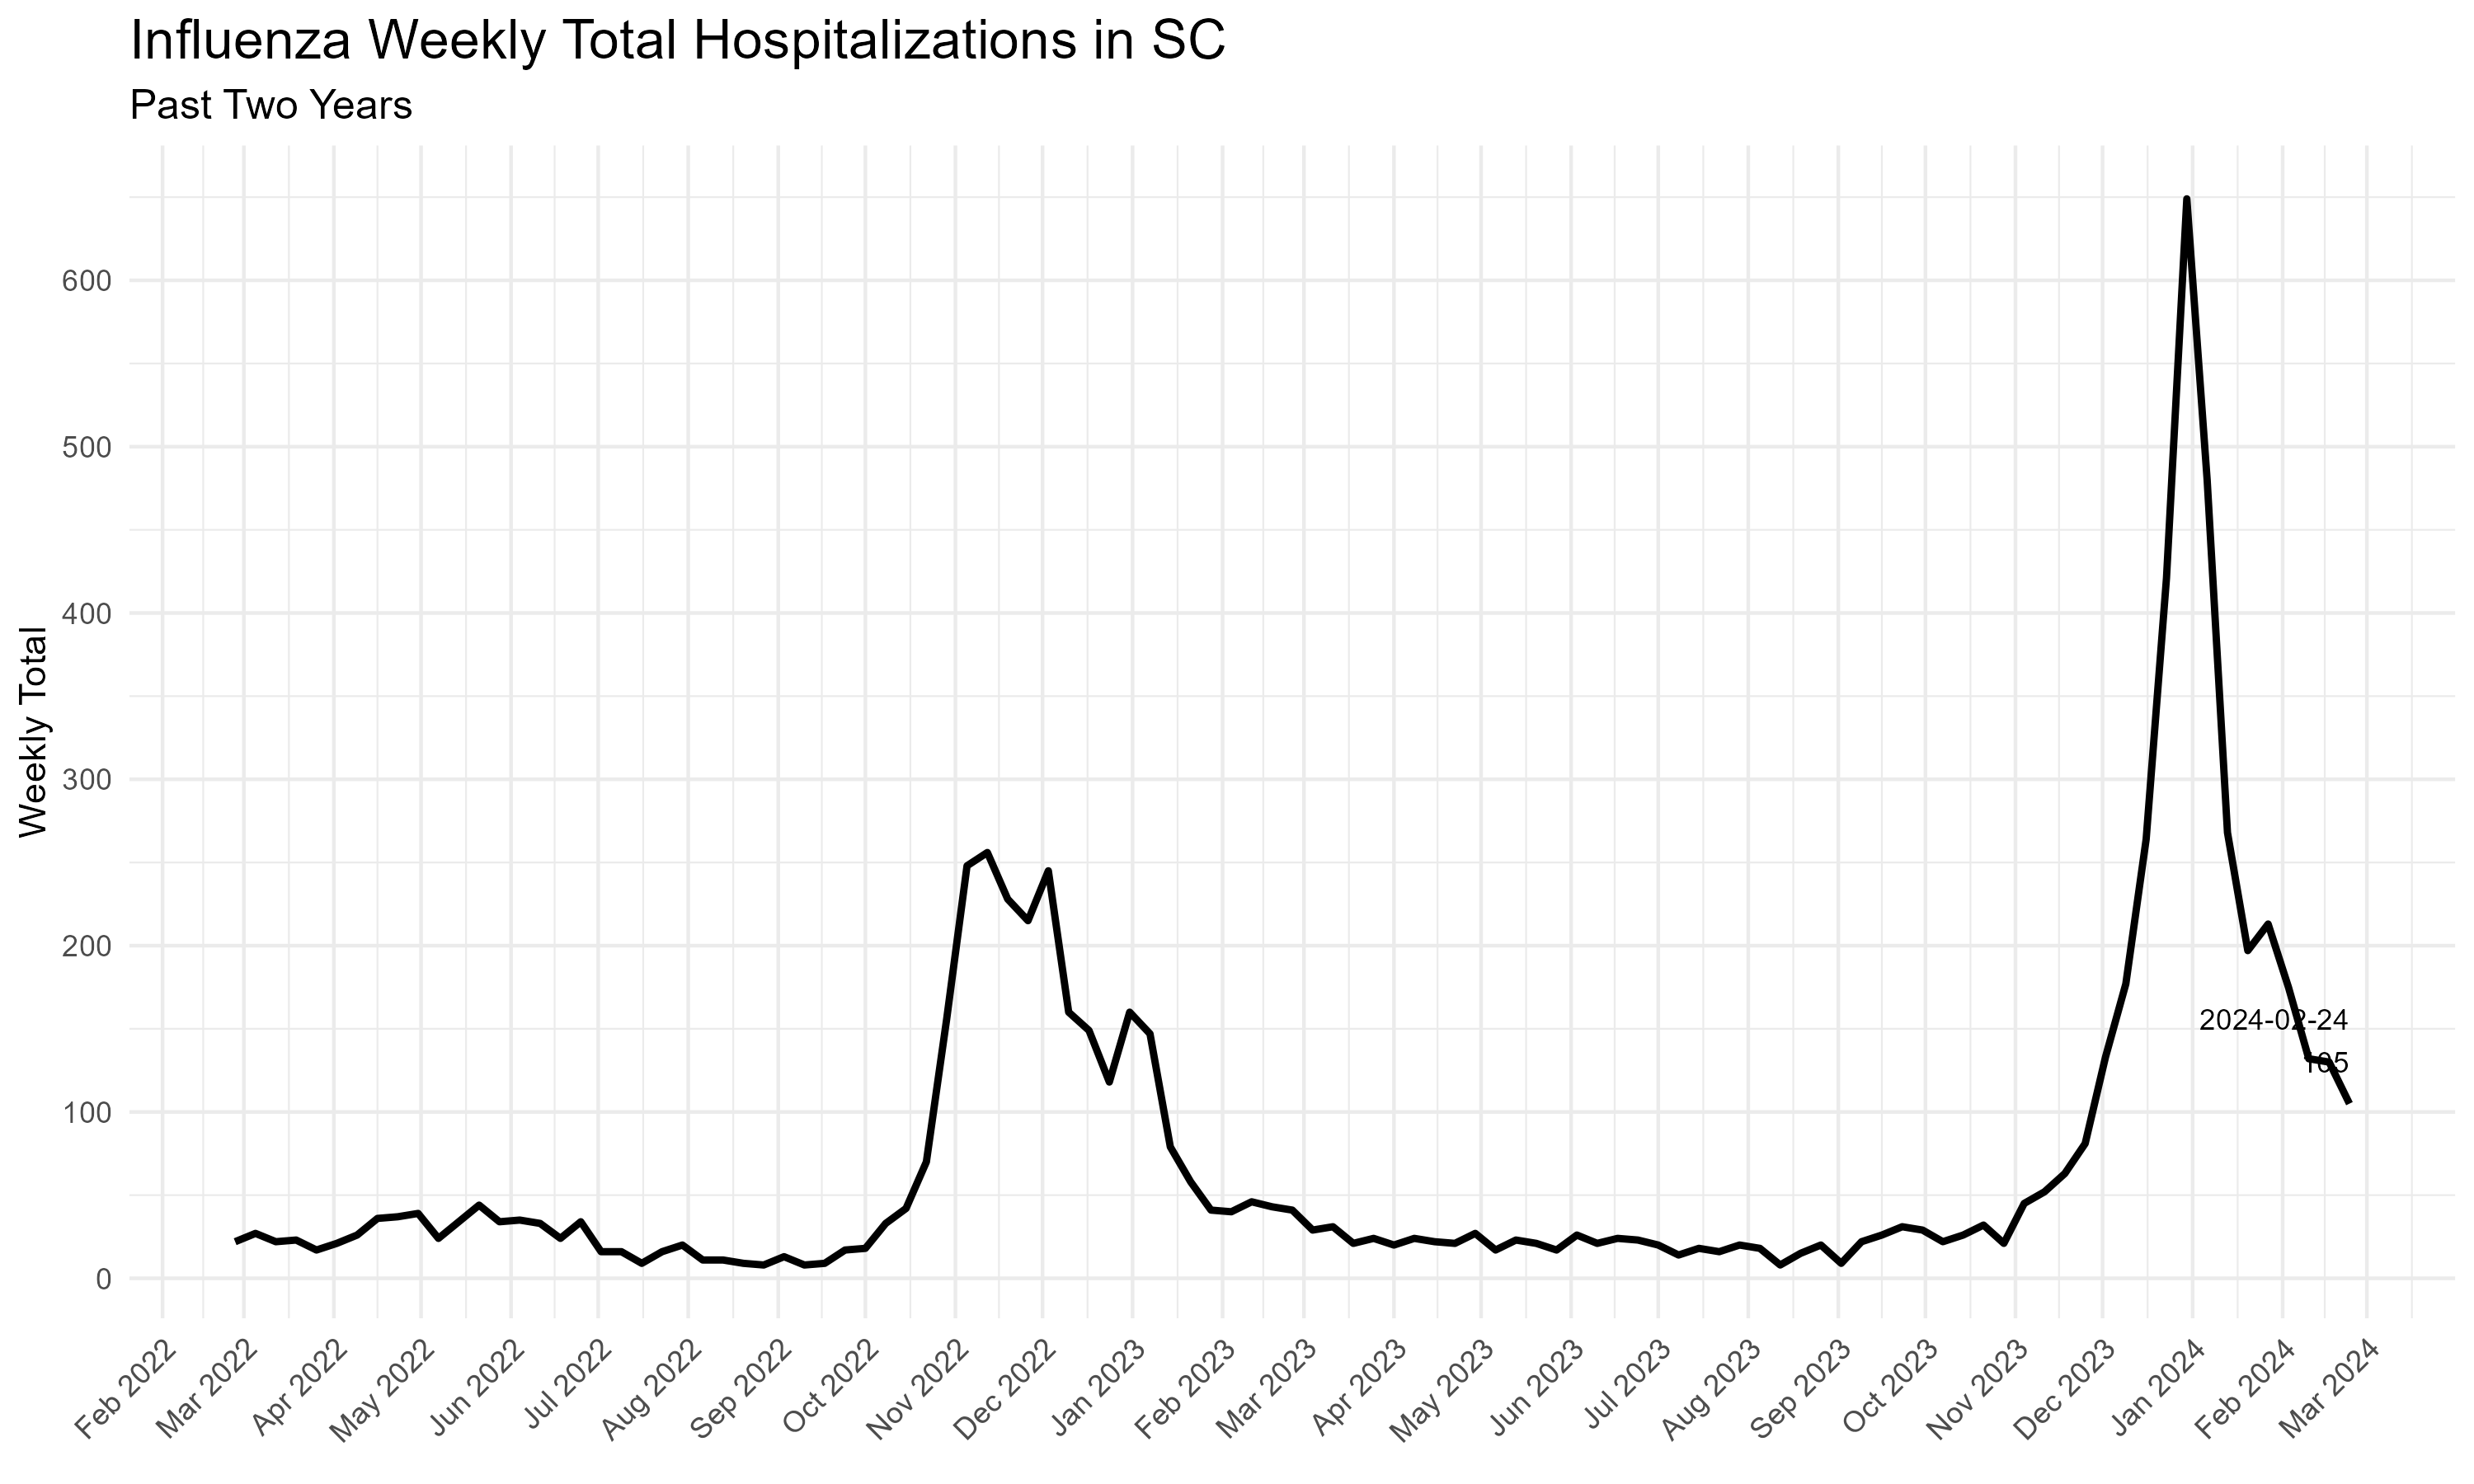 Influenza Weekly Total Hospitalizations in SC
Past Two Years
Weekly Total
600
500
400
300
200
100
0
2024-02-24
105
Feb 2022
Mar 2022
Apr 2022
May 2022
Jun 2022
Jul 2022
Aug 2022
Sep 2022
Oct 2022
Nov 2022
Dec 2022
Jan 2023
Feb 2023
Mar 2023
Apr 2023
May 2023
Jun 2023
Jul 2023
Aug 2023
Sep 2023
Oct 2023
Nov 2023
Dec 2023
Jan 2024
Feb 2024
Mar 2024